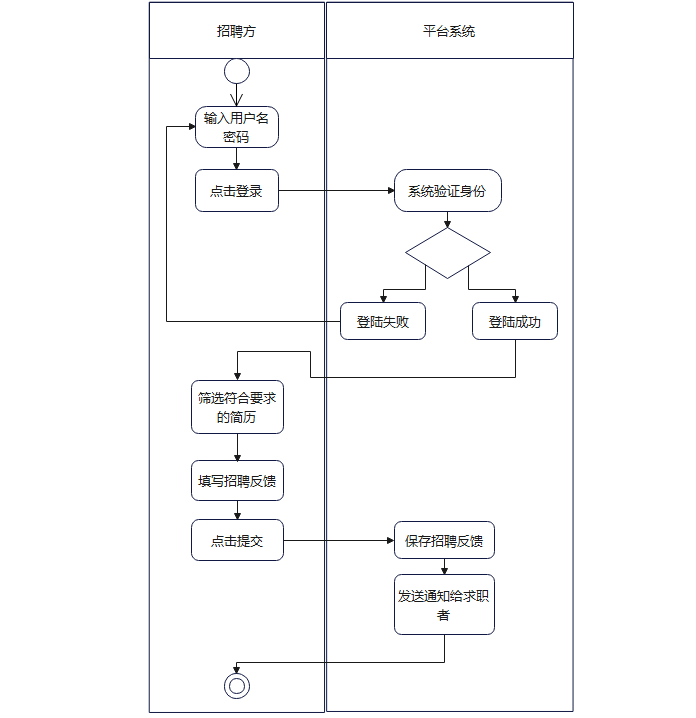 招聘方
平台系统
输入用户名
密码
点击登录
系统验证身份
登陆失败
登陆成功
筛选符合要求
的简历
填写招聘反馈
点击提交
保存招聘反馈
发送通知给求职
者